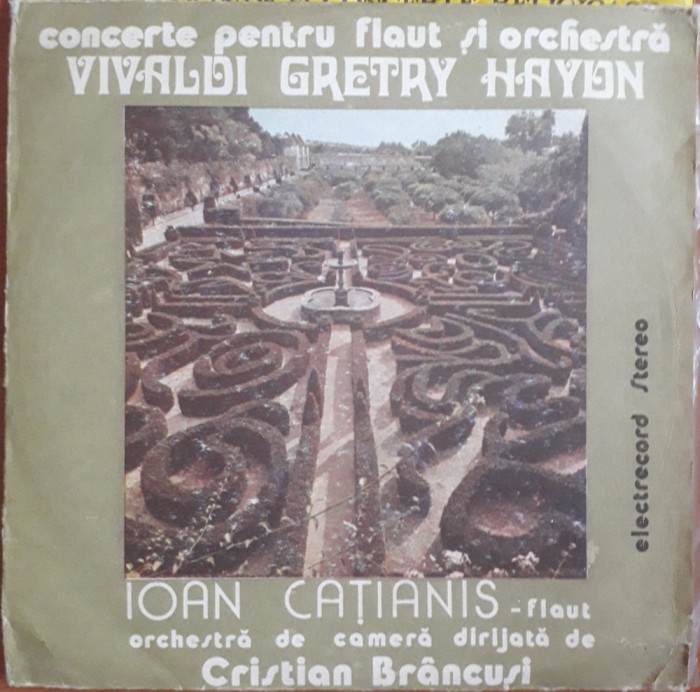 concerte pentru flaut și orchestră
VIVALDI GRETRY HAYDN
electrecord stereo
IOAN CAȚIANIS - flaut
orchestră de cameră dirijată de
Cristian Brâncusi